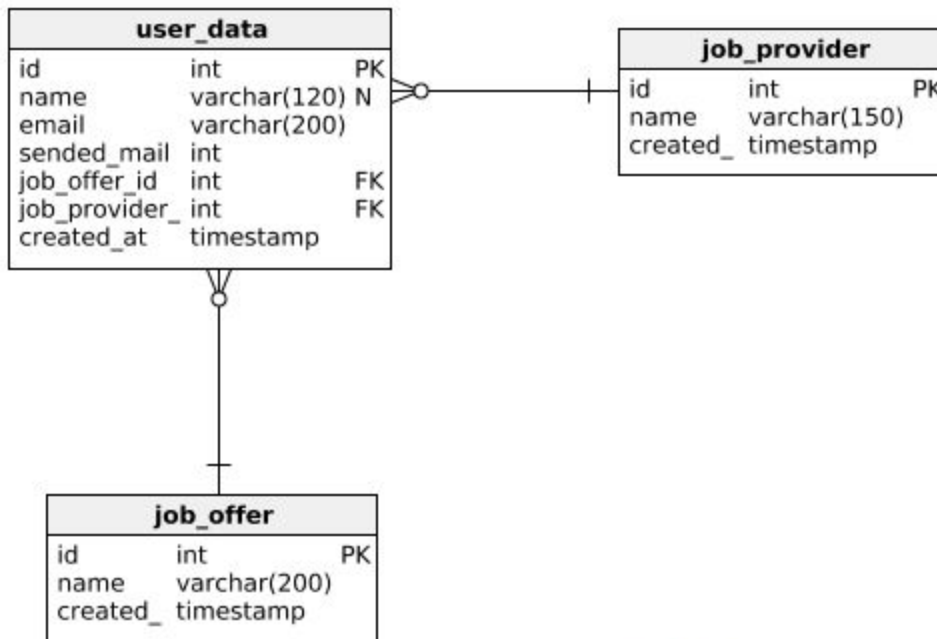 user_data
id int PK
name varchar(120) N
email varchar(200)
sended_mail int
job_offer_id int FK
job_provider_ int FK
created_at timestamp
job_provider
id int PK
name varchar(150)
created_ timestamp
job_offer
id int PK
name varchar(200)
created_ timestamp